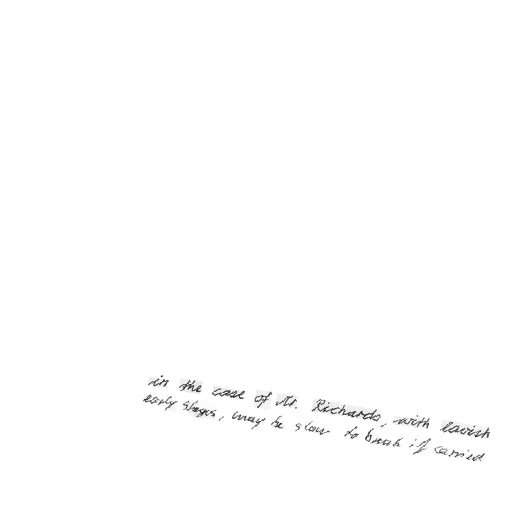 in the case of Mr. Richards, with lavish
early stages, may be slow to break if carried